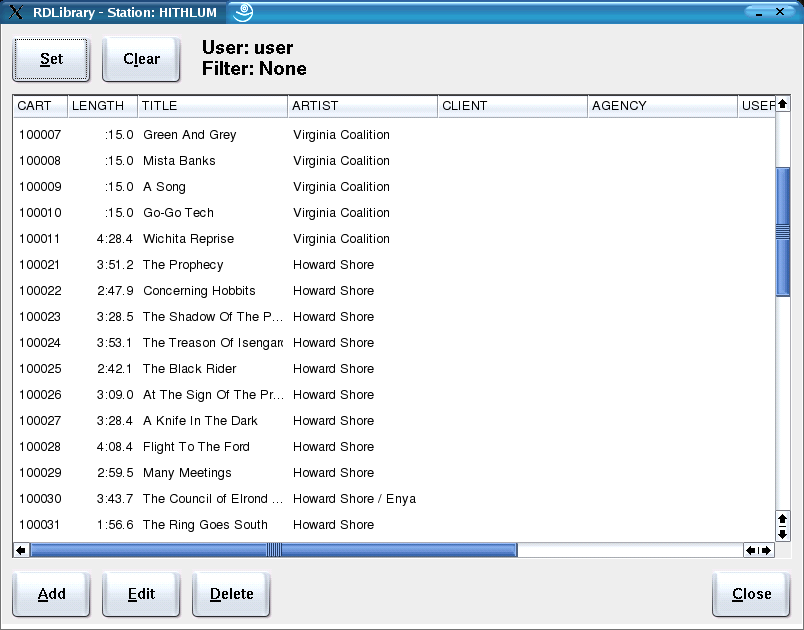 RDLibrary - Station: HITHLUM
Set Clear User: user
Filter: None
CART LENGTH TITLE ARTIST CLIENT AGENCY USER
100007 :15.0 Green And Grey Virginia Coalition
100008 :15.0 Mista Banks Virginia Coalition
100009 :15.0 A Song Virginia Coalition
100010 :15.0 Go-Go Tech Virginia Coalition
100011 4:28.4 Wichita Reprise Virginia Coalition
100021 3:51.2 The Prophecy Howard Shore
100022 2:47.9 Concerning Hobbits Howard Shore
100023 3:28.5 The Shadow Of The P... Howard Shore
100024 3:53.1 The Treason Of Isengard Howard Shore
100025 2:42.1 The Black Rider Howard Shore
100026 3:09.0 At The Sign Of The Pr... Howard Shore
100027 3:28.4 A Knife In The Dark Howard Shore
100028 4:08.4 Flight To The Ford Howard Shore
100029 2:59.5 Many Meetings Howard Shore
100030 3:43.7 The Council of Elrond ... Howard Shore / Enya
100031 1:56.6 The Ring Goes South Howard Shore
Add Edit Delete Close